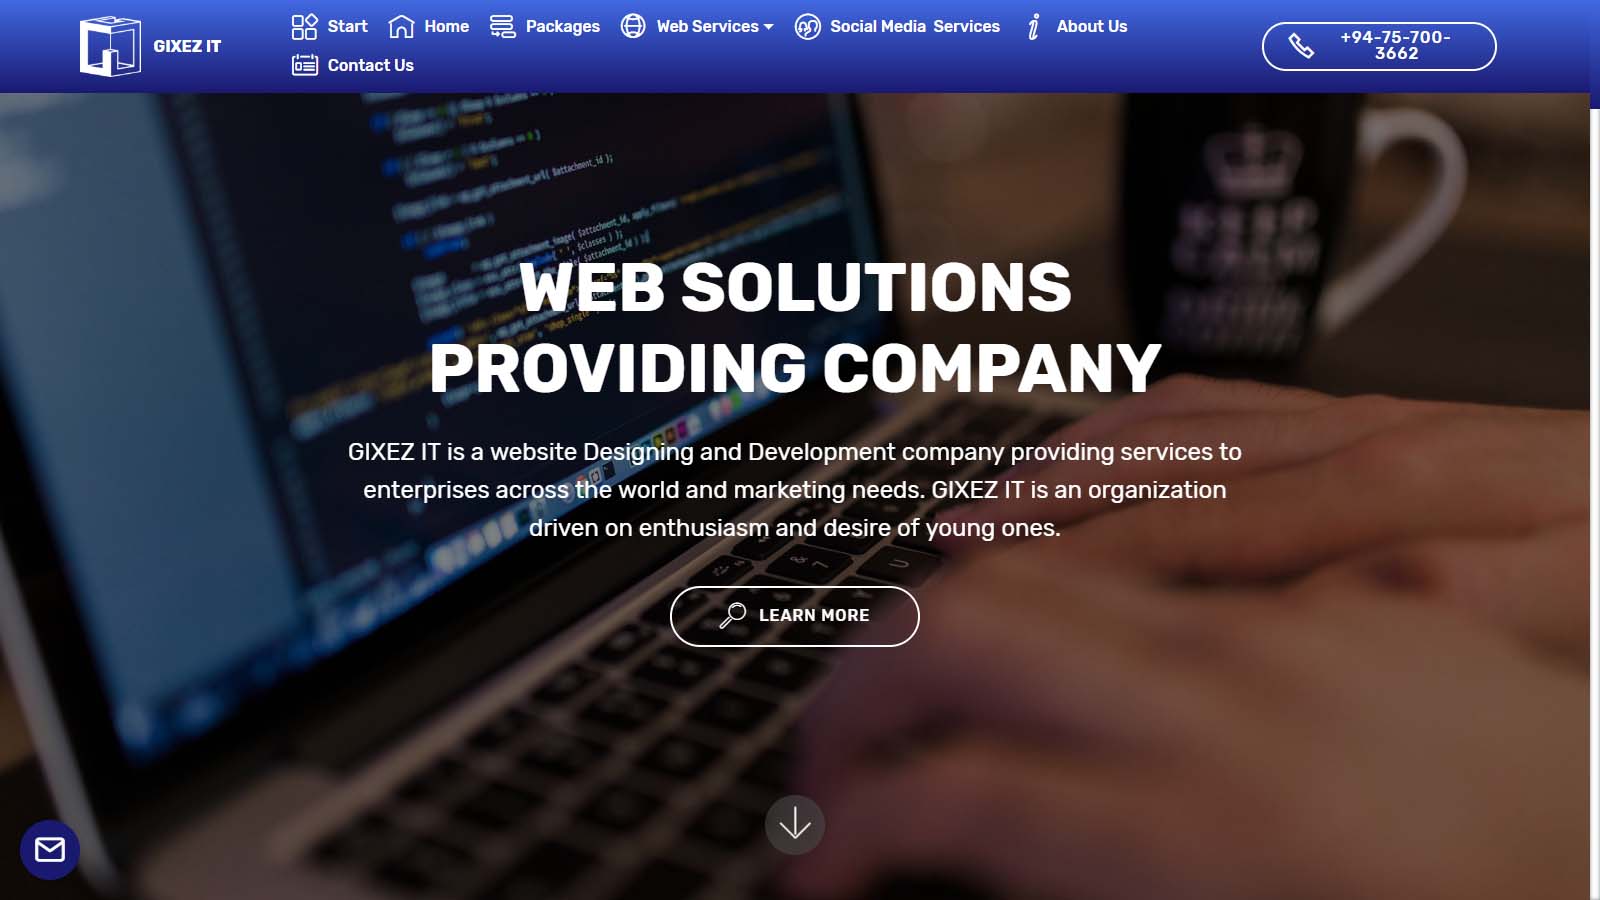 GIXEZ IT
Start
Home
Packages
Web Services
Social Media Services
About Us
Contact Us
+94-75-700-
3662
WEB SOLUTIONS
PROVIDING COMPANY
GIXEZ IT is a website Designing and Development company providing services to
enterprises across the world and marketing needs. GIXEZ IT is an organization
driven on enthusiasm and desire of young ones.
LEARN MORE